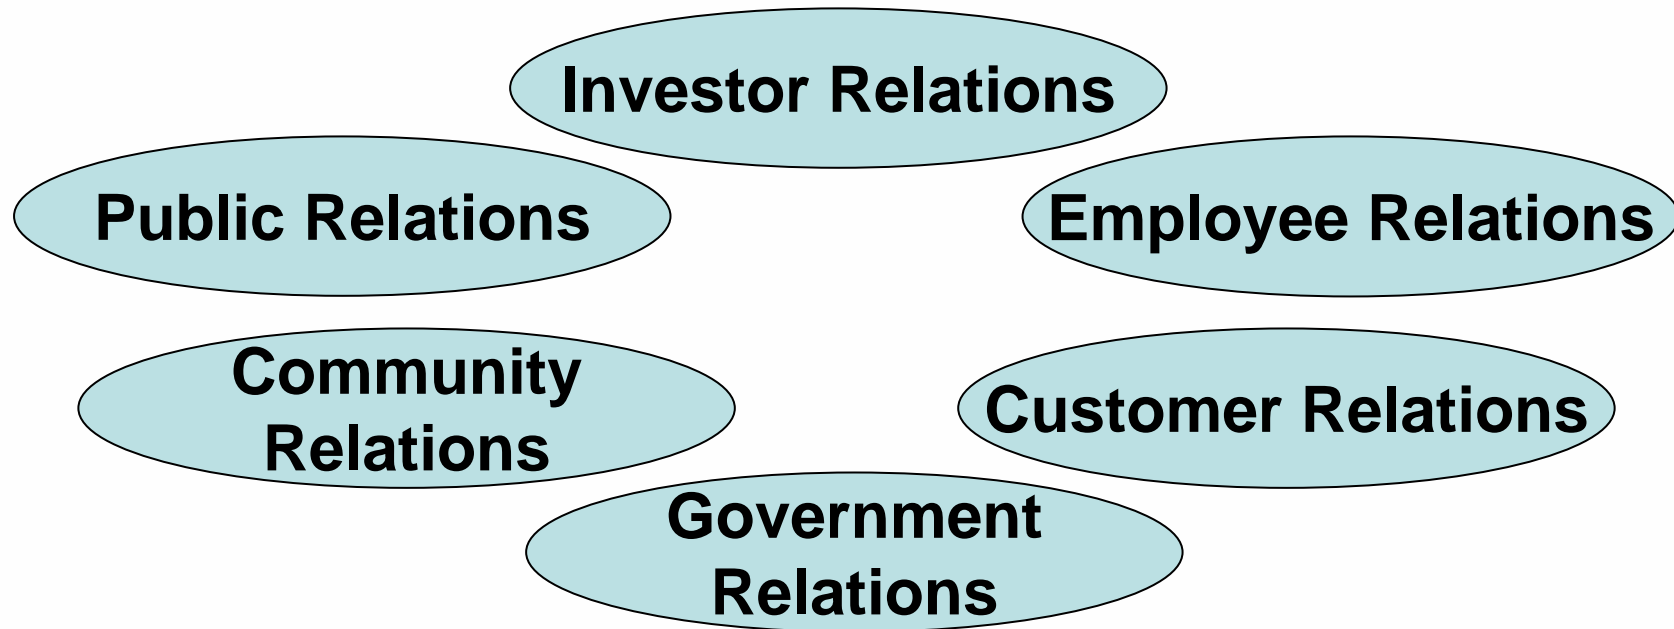 Investor Relations
Public Relations
Employee Relations
Community
Relations
Customer Relations
Government
Relations